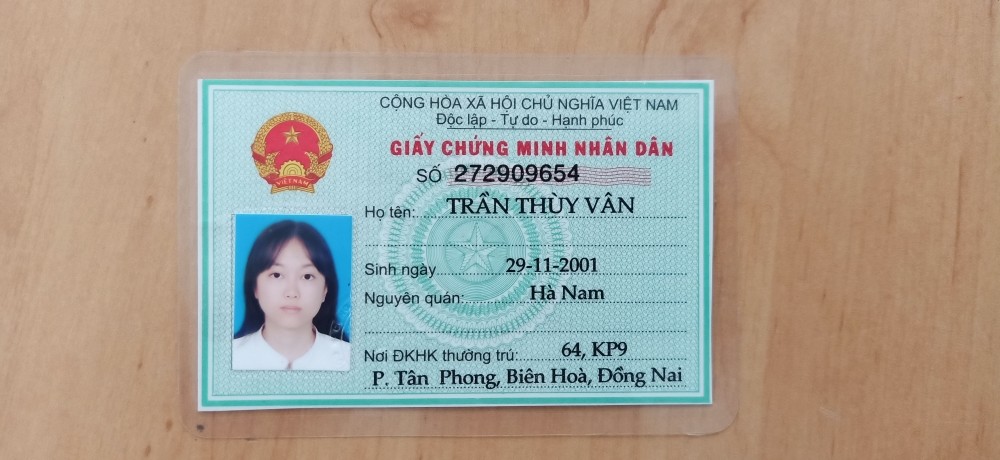 CỘNG HÒA XÃ HỘI CHỦ NGHĨA VIỆT NAM
Độc lập - Tự do - Hạnh phúc
GIẤY CHỨNG MINH NHÂN DÂN
SỐ 272909654
VIỆT NAM
Họ tên: TRẦN THÙY VÂN
Sinh ngày 29-11-2001
Nguyên quán: Hà Nam
Nơi ĐKHK thường trú: 64, KP9
P. Tân Phong, Biên Hoà, Đồng Nai